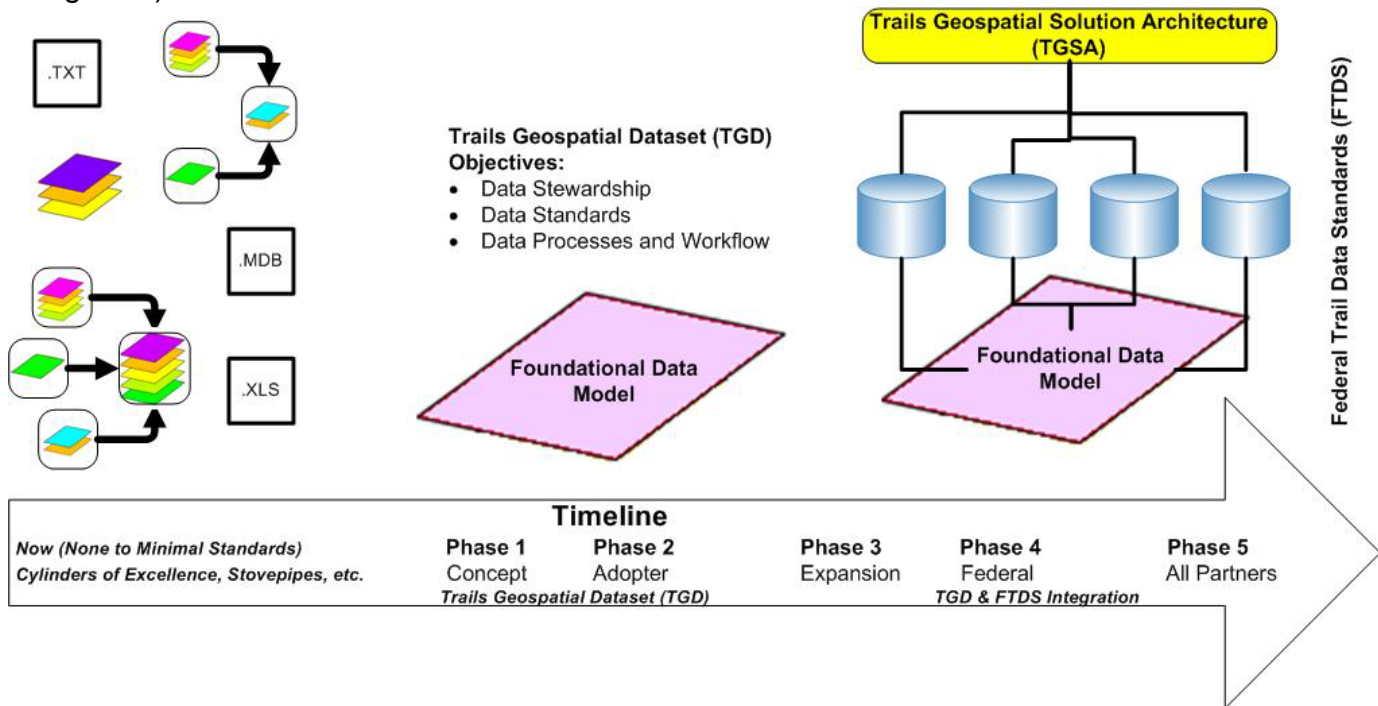 .TXT
.MDB
.XLS
Trails Geospatial Dataset (TGD)
Objectives:
• Data Stewardship
• Data Standards
• Data Processes and Workflow
Foundational Data
Model
Trails Geospatial Solution Architecture
(TGSA)
Foundational Data
Model
Federal Trail Data Standards (FTDS)
Timeline
Now (None to Minimal Standards)
Cylinders of Excellence, Stovepipes, etc.
Phase 1
Concept
Phase 2
Adopter
Trails Geospatial Dataset (TGD)
Phase 3
Expansion
Phase 4
Federal
TGD & FTDS Integration
Phase 5
All Partners